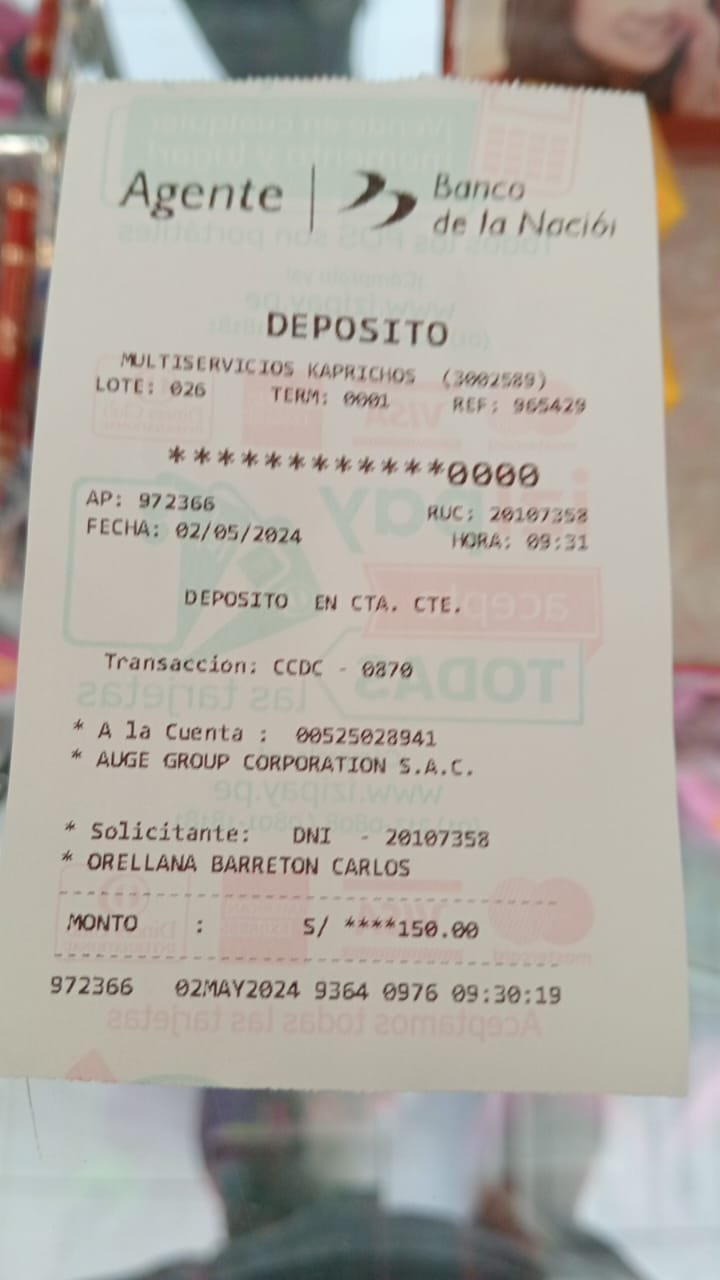 Agente | Banco
de la Nación
DEPOSITO
MULTISERVICIOS KAPRICHOS (3002589)
LOTE: 026 TERM: 0001 REF: 965429
************0000
AP: 972366 RUC: 20107358
FECHA: 02/05/2024 HORA: 09:31
DEPOSITO EN CTA. CTE.
Transaccion: CCDC - 0870
* A la Cuenta : 00525028941
* AUGE GROUP CORPORATION S.A.C.
* Solicitante: DNI - 20107358
* ORELLANA BARRETON CARLOS
MONTO : S/ ****150.00
972366 02MAY2024 9364 0976 09:30:19